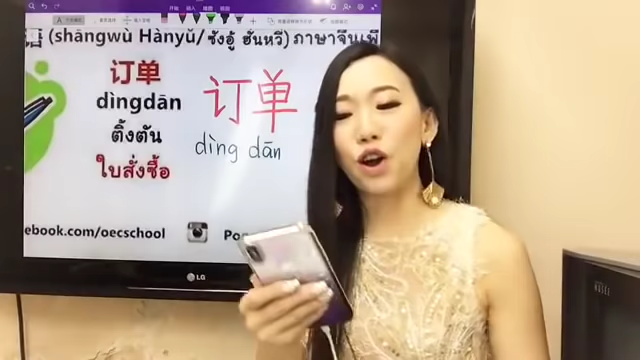 语 (shāngwù Hànyǔ/ ซังอู้ ฮั่นหวี่) ภาษาจีนเพื
订单
dìngdān
ติ้งตัน
ใบสั่งซื้อ
订单
dìng dān
ebook.com/oecschool
Po
LG